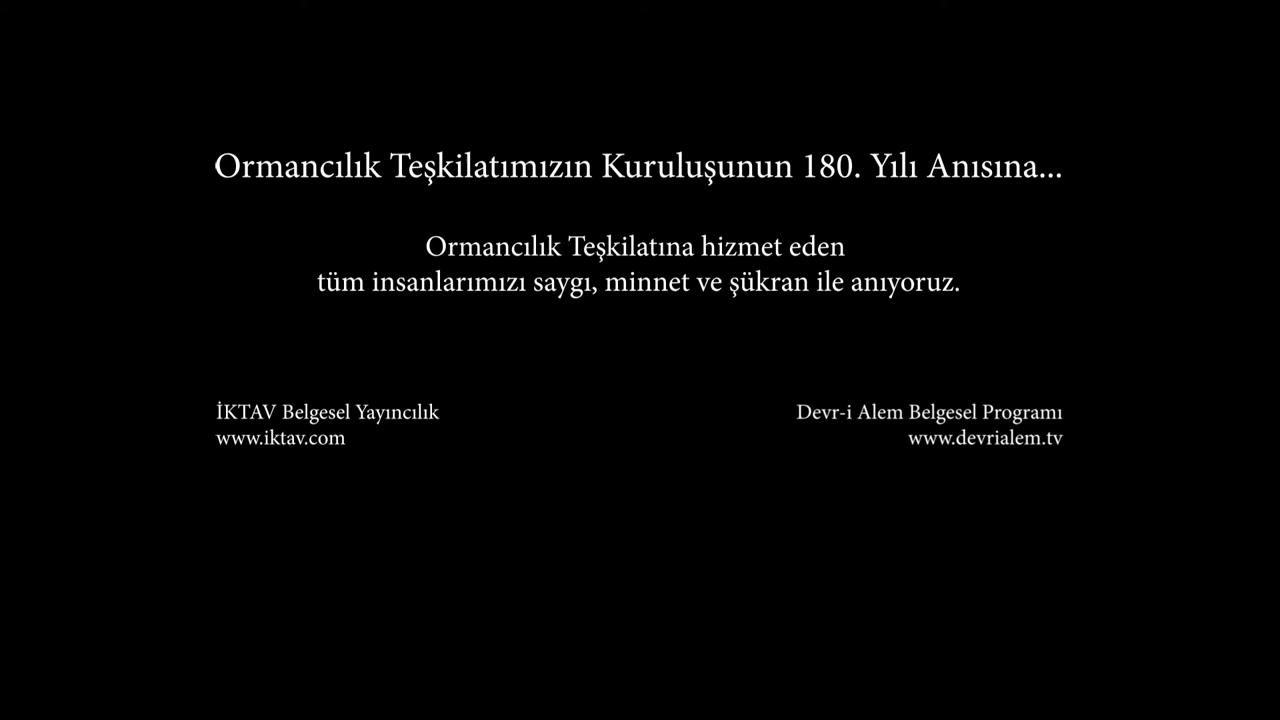 Ormancılık Teşkilatımızın Kuruluşunun 180. Yılı Anısına...
Ormancılık Teşkilatına hizmet eden
tüm insanlarımızı saygı, minnet ve şükran ile anıyoruz.
İKTAV Belgesel Yayıncılık
www.iktav.com
Devr-i Alem Belgesel Programı
www.devrialem.tv